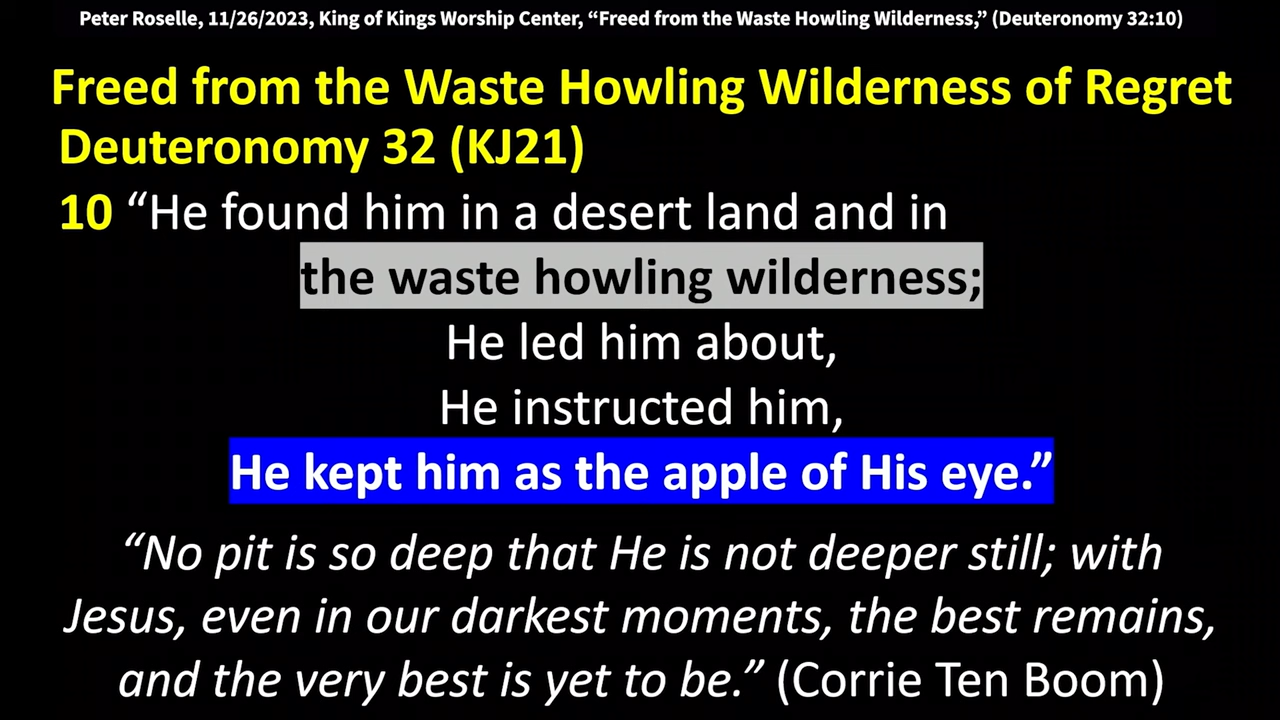 Peter Roselle, 11/26/2023, King of Kings Worship Center, “Freed from the Waste Howling Wilderness,” (Deuteronomy 32:10)
Freed from the Waste Howling Wilderness of Regret
Deuteronomy 32 (KJ21)
10 “He found him in a desert land and in
the waste howling wilderness;
He led him about,
He instructed him,
He kept him as the apple of His eye.”
“No pit is so deep that He is not deeper still; with
Jesus, even in our darkest moments, the best remains,
and the very best is yet to be.” (Corrie Ten Boom)